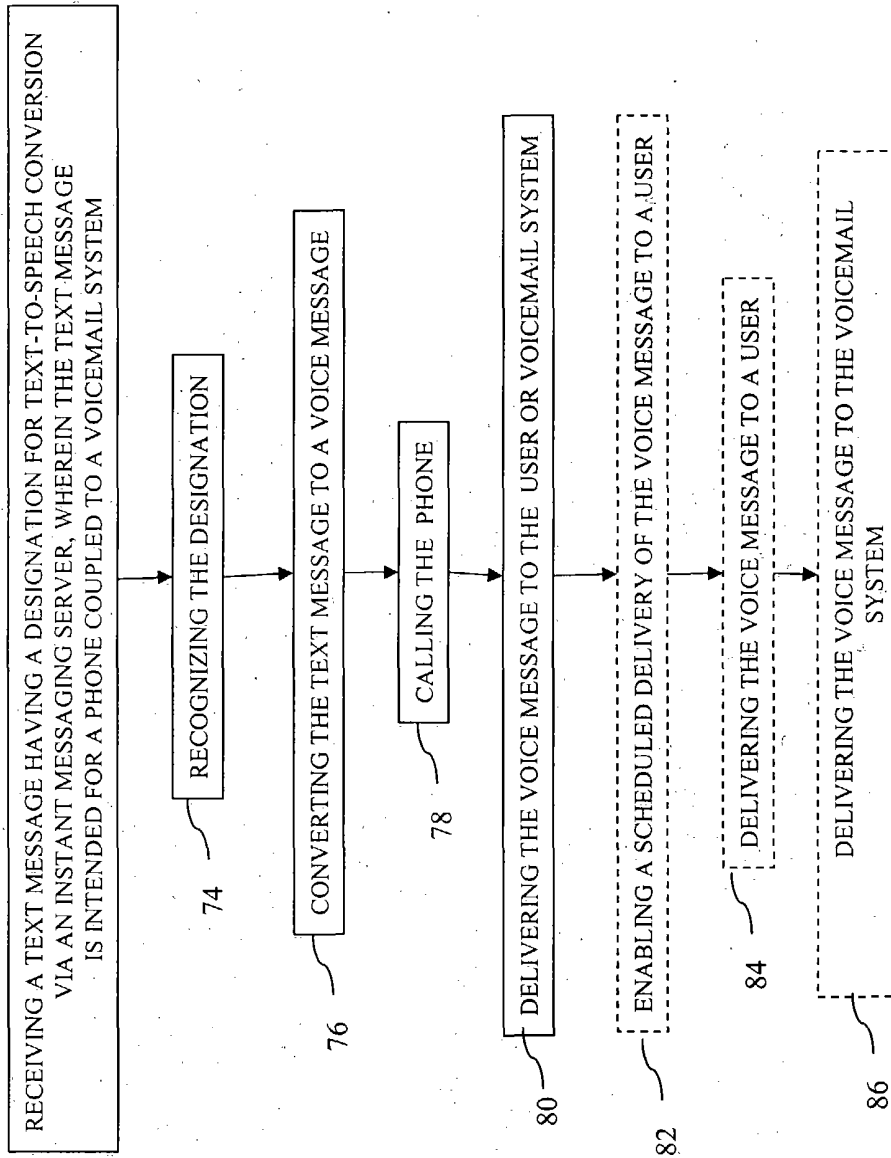 RECEIVING A TEXT MESSAGE HAVING A DESIGNATION FOR TEXT-TO-SPEECH CONVERSION
VIA AN INSTANT MESSAGING SERVER, WHEREIN THE TEXT MESSAGE
IS INTENDED FOR A PHONE COUPLED TO A VOICEMAIL SYSTEM
RECOGNIZING THE DESIGNATION
74
CONVERTING THE TEXT MESSAGE TO A VOICE MESSAGE
76
CALLING THE PHONE
78
DELIVERING THE VOICE MESSAGE TO THE USER OR VOICEMAIL SYSTEM
80
ENABLING A SCHEDULED DELIVERY OF THE VOICE MESSAGE TO A USER
82
DELIVERING THE VOICE MESSAGE TO A USER
84
DELIVERING THE VOICE MESSAGE TO THE VOICEMAIL
SYSTEM
86